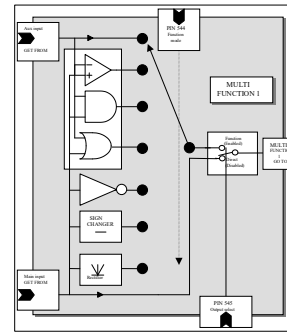 Aux input
GET FROM
PIN 544
Function
mode
MULTI
FUNCTION 1
Function
(Enabled)
Direct
(Disabled)
MULTI
FUNCTION
1
GO TO
SIGN
CHANGER
Rectifier
Main input
GET FROM
PIN 545
Output select